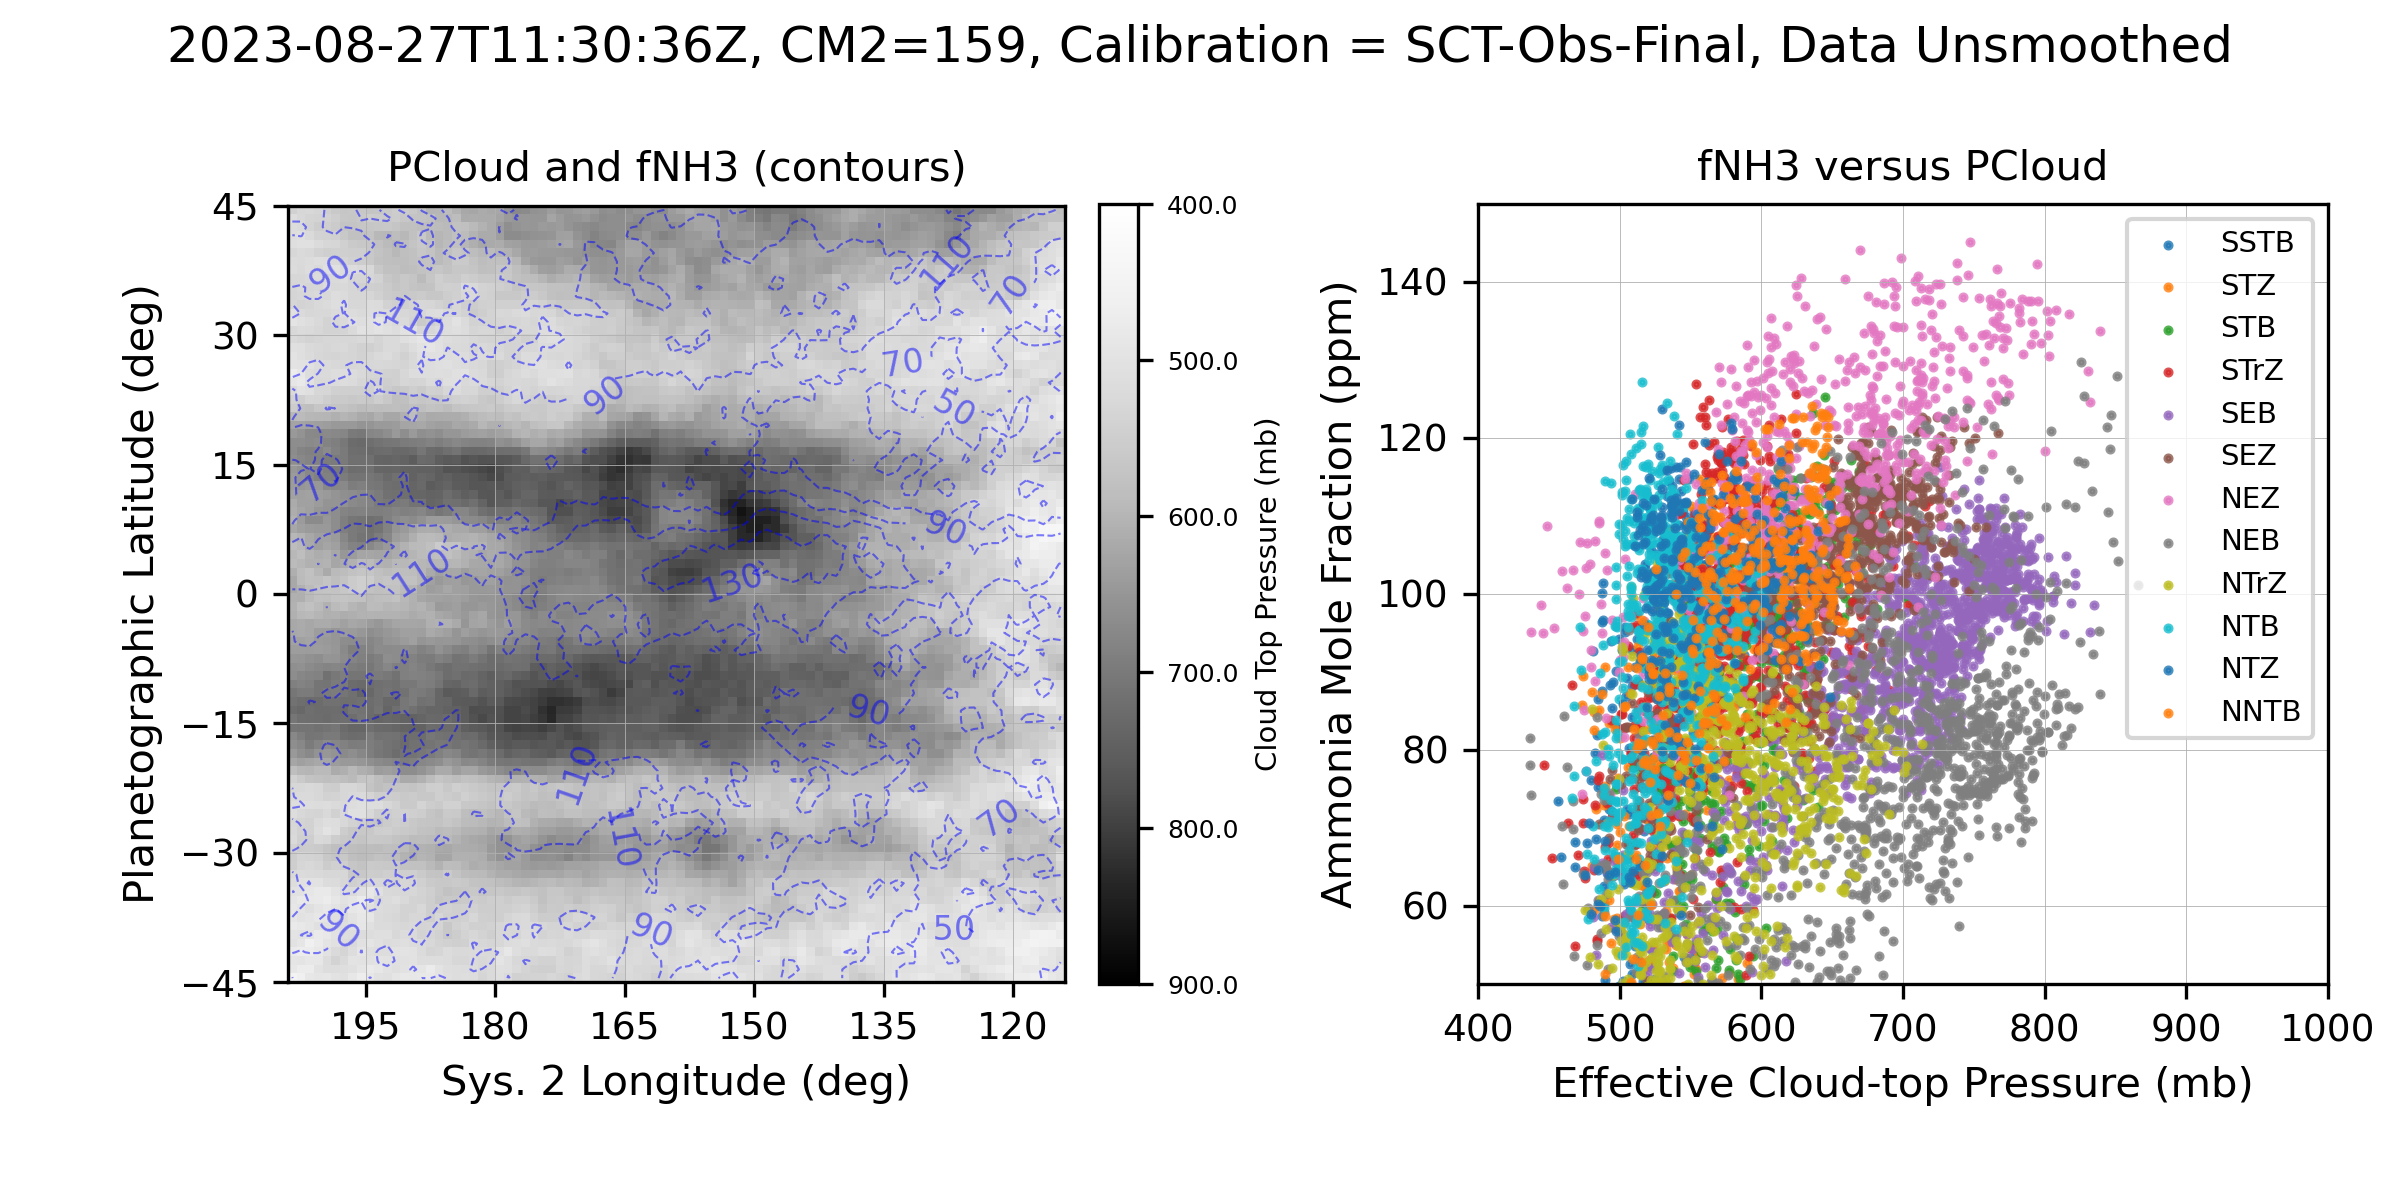 2023-08-27T11:30:36Z, CM2=159, Calibration = SCT-Obs-Final, Data Unsmoothed
PCloud and fNH3 (contours)
45
30
15
0
−15
−30
−45
Planetographic Latitude (deg)
195
180
165
150
135
120
Sys. 2 Longitude (deg)
90
110
110
70
70
90
50
70
90
110
130
90
110
110
70
90
90
50
400.0
500.0
600.0
700.0
800.0
900.0
Cloud Top Pressure (mb)
fNH3 versus PCloud
140
120
100
80
60
Ammonia Mole Fraction (ppm)
400
500
600
700
800
900
1000
Effective Cloud-top Pressure (mb)
SSTB
STZ
STB
STrZ
SEB
SEZ
NEZ
NEB
NTrZ
NTB
NTZ
NNTB